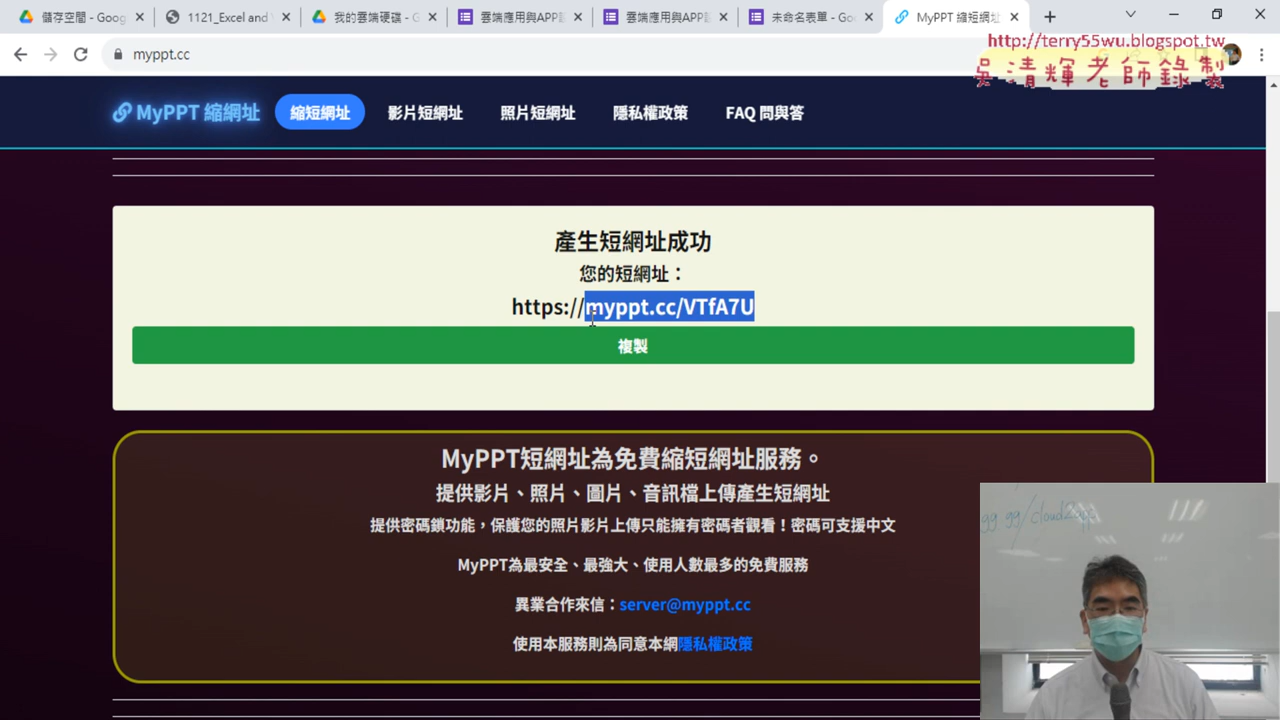 儲存空間 - Goog
1121_Excel and V
我的雲端硬碟 - G
雲端應用與APP設
雲端應用與APP設
未命名表單 - Goo
MyPPT 縮短網址
myppt.cc
http://terry55wu.blogspot.tw
吳清輝老師錄製
MyPPT 縮網址
縮短網址
影片短網址
照片短網址
隱私權政策
FAQ 問與答
產生短網址成功
您的短網址：
https://myppt.cc/VTfA7U
複製
MyPPT短網址為免費縮短網址服務。
提供影片、照片、圖片、音訊檔上傳產生短網址
提供密碼鎖功能，保護您的照片影片上傳只能擁有密碼者觀看！密碼可支援中文
MyPPT為最安全、最強大、使用人數最多的免費服務
異業合作來信：server@myppt.cc
使用本服務則為同意本網隱私權政策
gg.gg/cloud2app